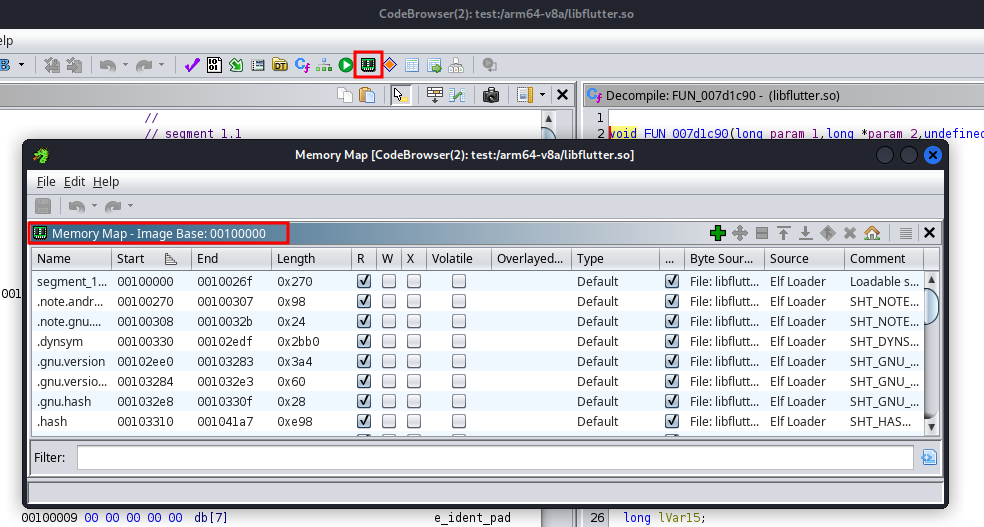 CodeBrowser(2): test:/arm64-v8a/libflutter.so
elp
Decompile: FUN_007d1c90 - (libflutter.so)
//
// segment_1.1
1
2 void FUN_007d1c90(long param_1,long *param_2,undefined
Memory Map [CodeBrowser(2): test:/arm64-v8a/libflutter.so]
File Edit Help
Memory Map - Image Base: 00100000
Name Start End Length R W X Volatile Overlayed... Type ... Byte Sour... Source Comment
segment_1... 00100000 0010026f 0x270 Default File: libflutt... Elf Loader Loadable s...
.note.andr... 00100270 00100307 0x98 Default File: libflutt... Elf Loader SHT_NOTE...
.note.gnu.... 00100308 0010032b 0x24 Default File: libflutt... Elf Loader SHT_NOTE...
.dynsym 00100330 00102edf 0x2bb0 Default File: libflutt... Elf Loader SHT_DYNS...
.gnu.version 00102ee0 00103283 0x3a4 Default File: libflutt... Elf Loader SHT_GNU_...
.gnu.versio... 00103284 001032e3 0x60 Default File: libflutt... Elf Loader SHT_GNU_...
.gnu.hash 001032e8 0010330f 0x28 Default File: libflutt... Elf Loader SHT_GNU_...
.hash 00103310 001041a7 0xe98 Default File: libflutt... Elf Loader SHT_HAS...
001
Filter:
00100009 00 00 00 00 00 db[7] e_ident_pad
26 long lVar15;